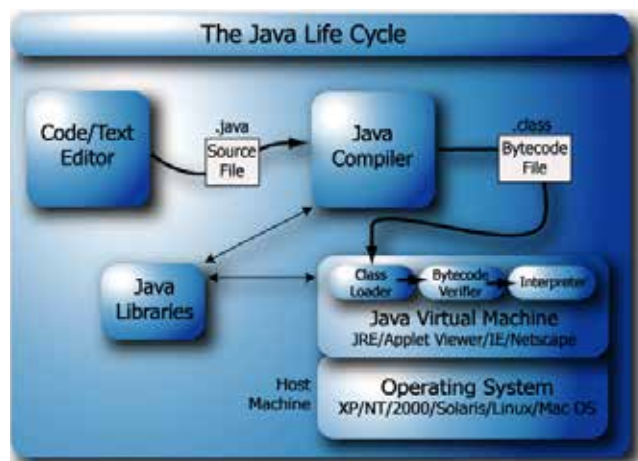 The Java Life Cycle
Code/Text
Editor
.java
Source
File
Java
Compiler
.class
Bytecode
File
Java
Libraries
Class
Loader
Bytecode
Verifier
Interpreter
Java Virtual Machine
JRE/Applet Viewer/IE/Netscape
Host
Machine
Operating System
XP/NT/2000/Solaris/Linux/Mac OS